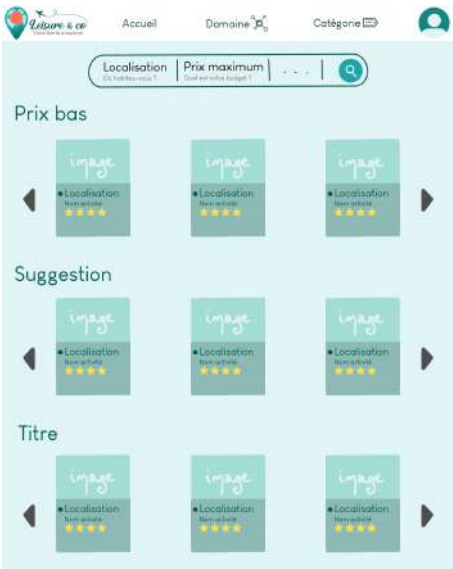 Leisure & co
Accueil
Domaine
Catégorie
Localisation
Où habitez-vous ?
Prix maximum
Quel est votre budget ?
. . .
Prix bas
image
image
image
Localisation
Nom activité
Localisation
Nom activité
Localisation
Nom activité
Suggestion
image
image
image
Localisation
Nom activité
Localisation
Nom activité
Localisation
Nom activité
Titre
image
image
image
Localisation
Nom activité
Localisation
Nom activité
Localisation
Nom activité